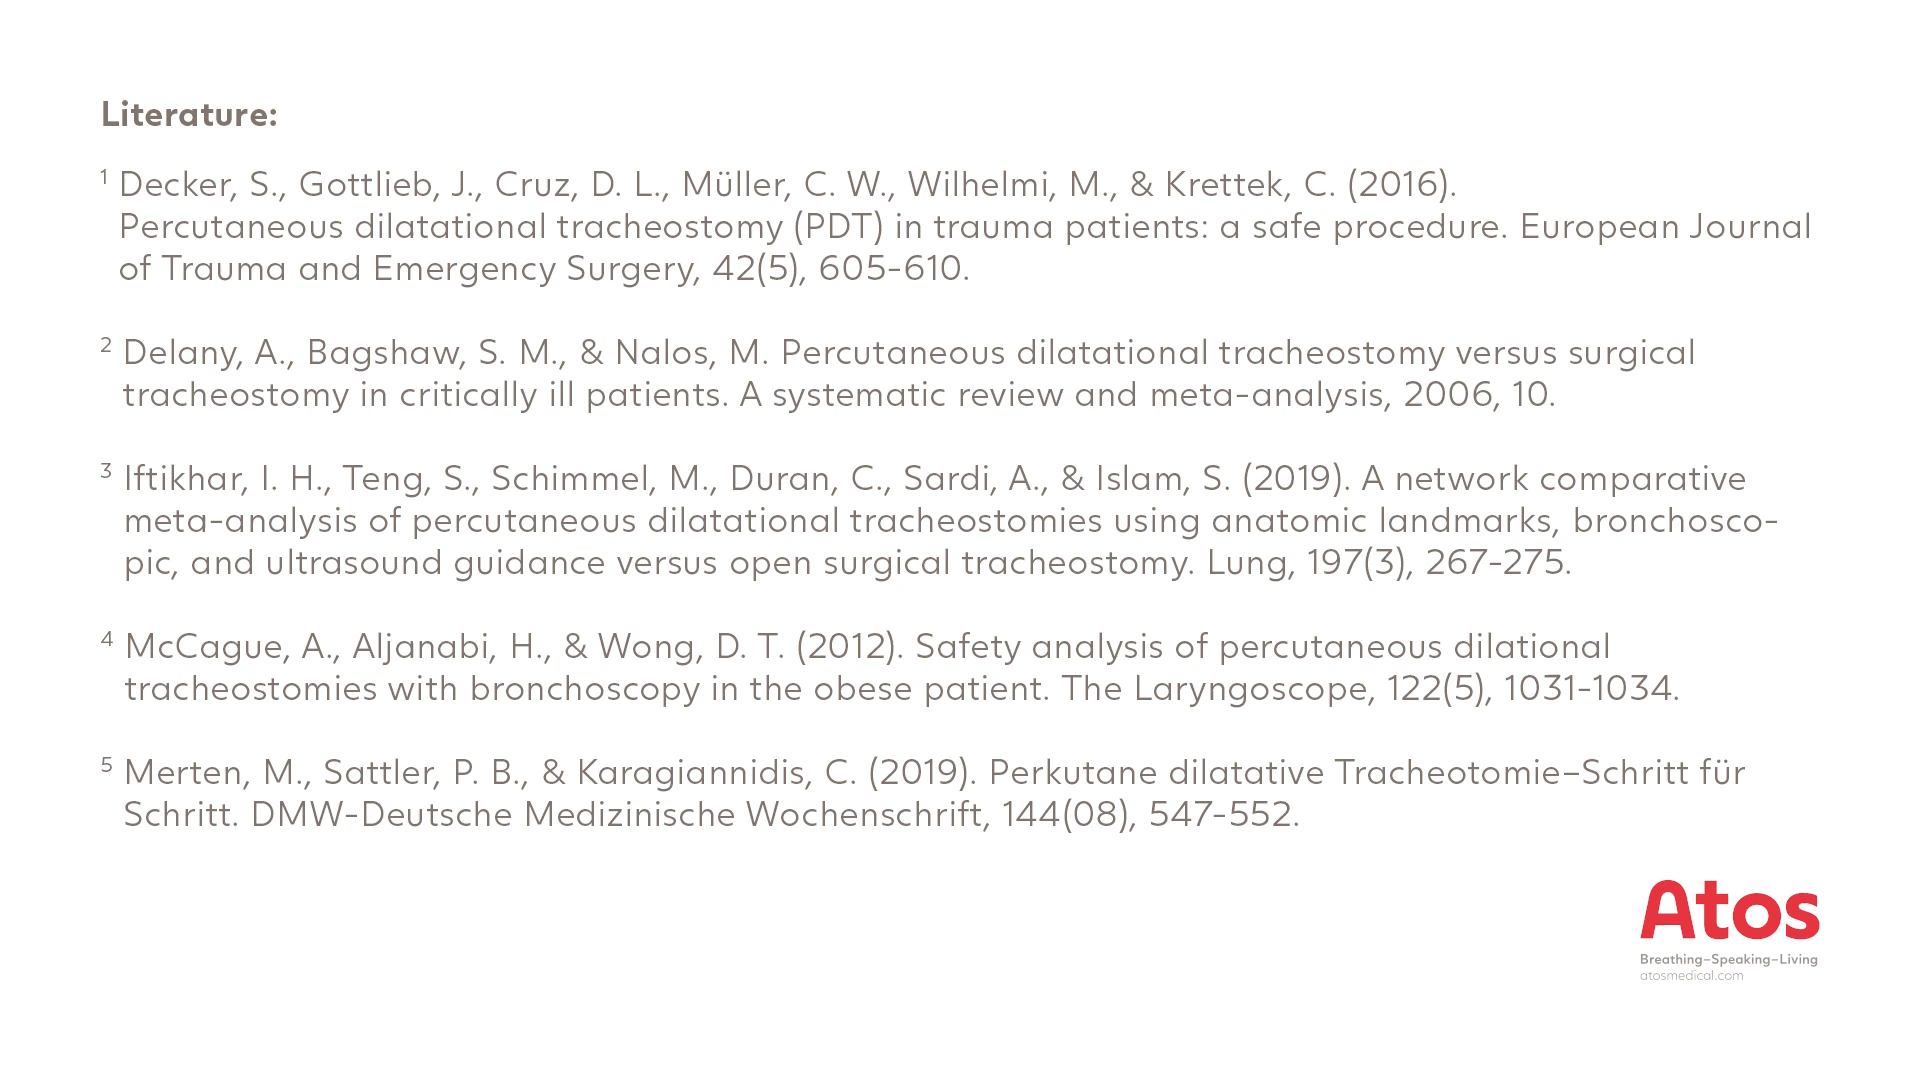 Literature:
1 Decker, S., Gottlieb, J., Cruz, D. L., Müller, C. W., Wilhelmi, M., & Krettek, C. (2016).
Percutaneous dilatational tracheostomy (PDT) in trauma patients: a safe procedure. European Journal
of Trauma and Emergency Surgery, 42(5), 605-610.
2 Delany, A., Bagshaw, S. M., & Nalos, M. Percutaneous dilatational tracheostomy versus surgical
tracheostomy in critically ill patients. A systematic review and meta-analysis, 2006, 10.
3 Iftikhar, I. H., Teng, S., Schimmel, M., Duran, C., Sardi, A., & Islam, S. (2019). A network comparative
meta-analysis of percutaneous dilatational tracheostomies using anatomic landmarks, bronchosco-
pic, and ultrasound guidance versus open surgical tracheostomy. Lung, 197(3), 267-275.
4 McCague, A., Aljanabi, H., & Wong, D. T. (2012). Safety analysis of percutaneous dilational
tracheostomies with bronchoscopy in the obese patient. The Laryngoscope, 122(5), 1031-1034.
5 Merten, M., Sattler, P. B., & Karagiannidis, C. (2019). Perkutane dilatative Tracheotomie–Schritt für
Schritt. DMW-Deutsche Medizinische Wochenschrift, 144(08), 547-552.
Atos
Breathing–Speaking–Living
atosmedical.com